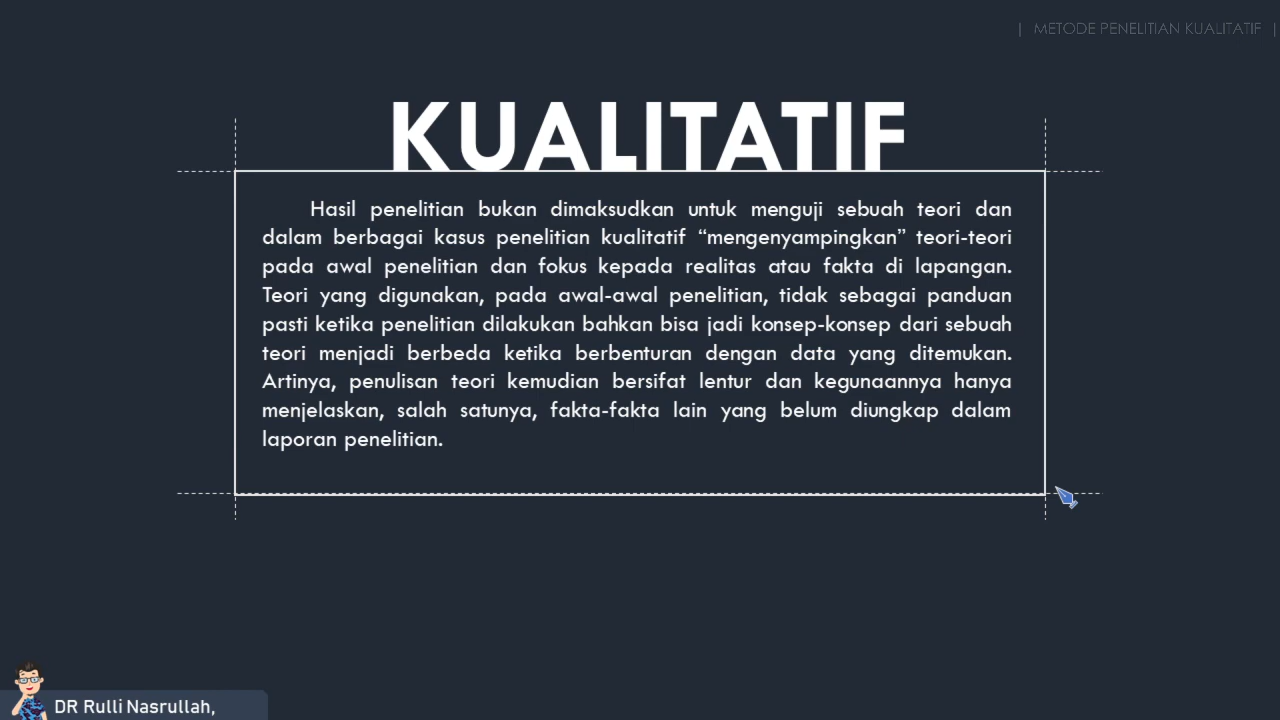 | METODE PENELITIAN KUALITATIF |
KUALITATIF
Hasil penelitian bukan dimaksudkan untuk menguji sebuah teori dan
dalam berbagai kasus penelitian kualitatif “mengenyampingkan” teori-teori
pada awal penelitian dan fokus kepada realitas atau fakta di lapangan.
Teori yang digunakan, pada awal-awal penelitian, tidak sebagai panduan
pasti ketika penelitian dilakukan bahkan bisa jadi konsep-konsep dari sebuah
teori menjadi berbeda ketika berbenturan dengan data yang ditemukan.
Artinya, penulisan teori kemudian bersifat lentur dan kegunaannya hanya
menjelaskan, salah satunya, fakta-fakta lain yang belum diungkap dalam
laporan penelitian.
DR Rulli Nasrullah,